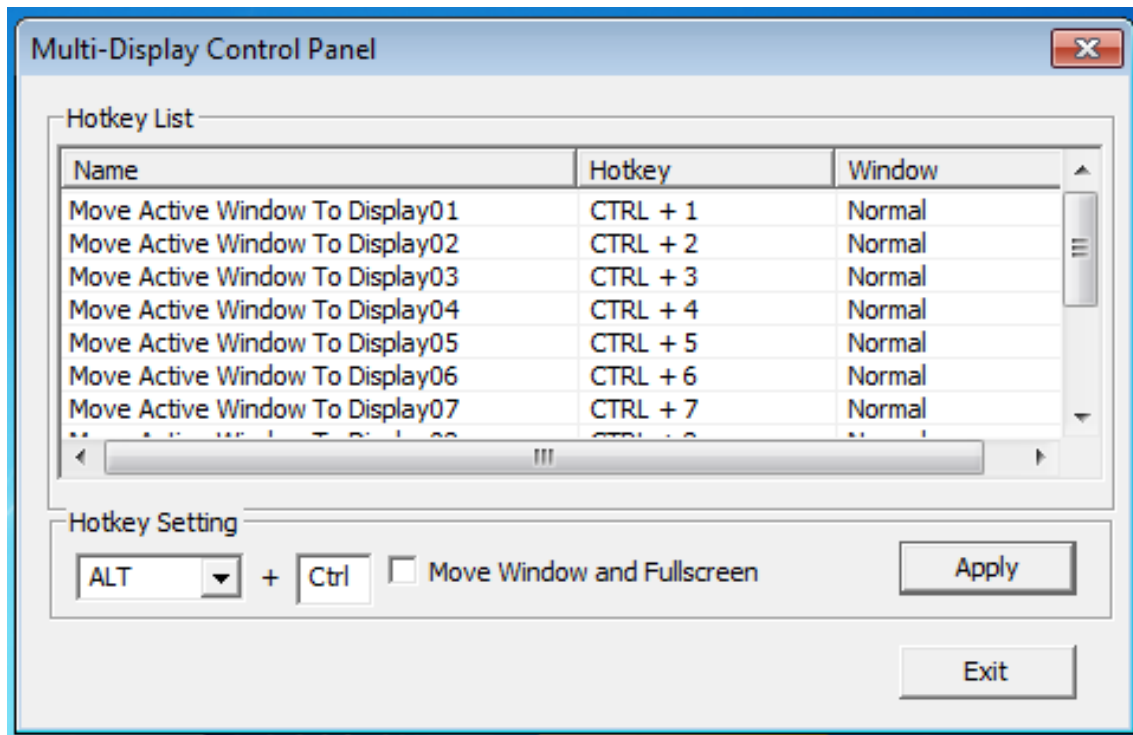 Multi-Display Control Panel
Hotkey List
Name Hotkey Window
Move Active Window To Display01 CTRL + 1 Normal
Move Active Window To Display02 CTRL + 2 Normal
Move Active Window To Display03 CTRL + 3 Normal
Move Active Window To Display04 CTRL + 4 Normal
Move Active Window To Display05 CTRL + 5 Normal
Move Active Window To Display06 CTRL + 6 Normal
Move Active Window To Display07 CTRL + 7 Normal
Hotkey Setting
ALT + Ctrl Move Window and Fullscreen Apply
Exit